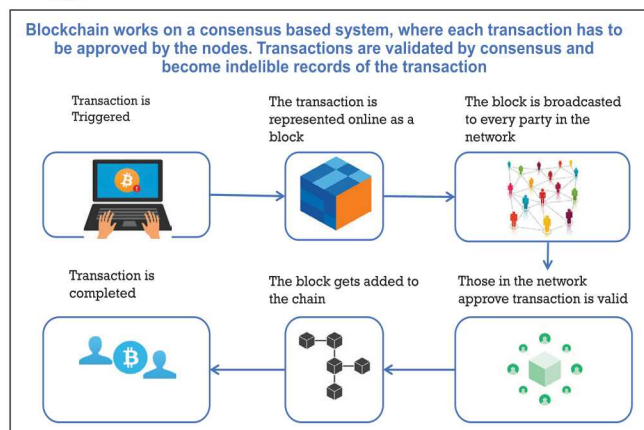 Blockchain works on a consensus based system, where each transaction has to
be approved by the nodes. Transactions are validated by consensus and
become indelible records of the transaction
Transaction is
Triggered
The transaction is
represented online as a
block
The block is broadcasted
to every party in the
network
Transaction is
completed
The block gets added to
the chain
Those in the network
approve transaction is valid